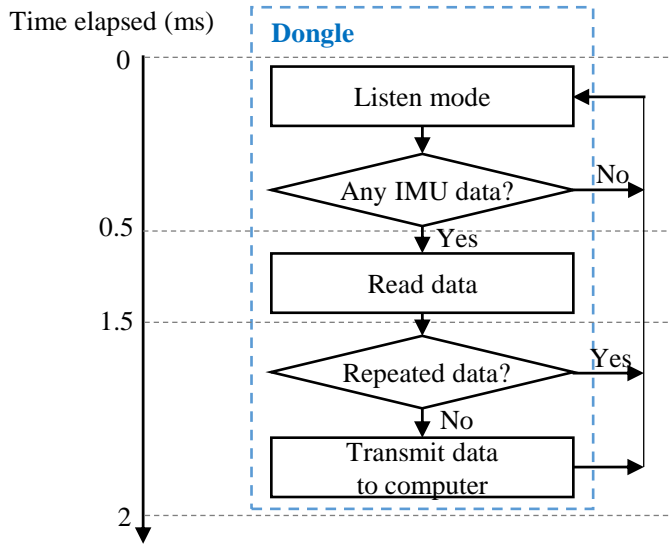 Time elapsed (ms)
Dongle
0
Listen mode
Any IMU data?
No
0.5
Yes
Read data
1.5
Repeated data?
Yes
No
Transmit data
to computer
2